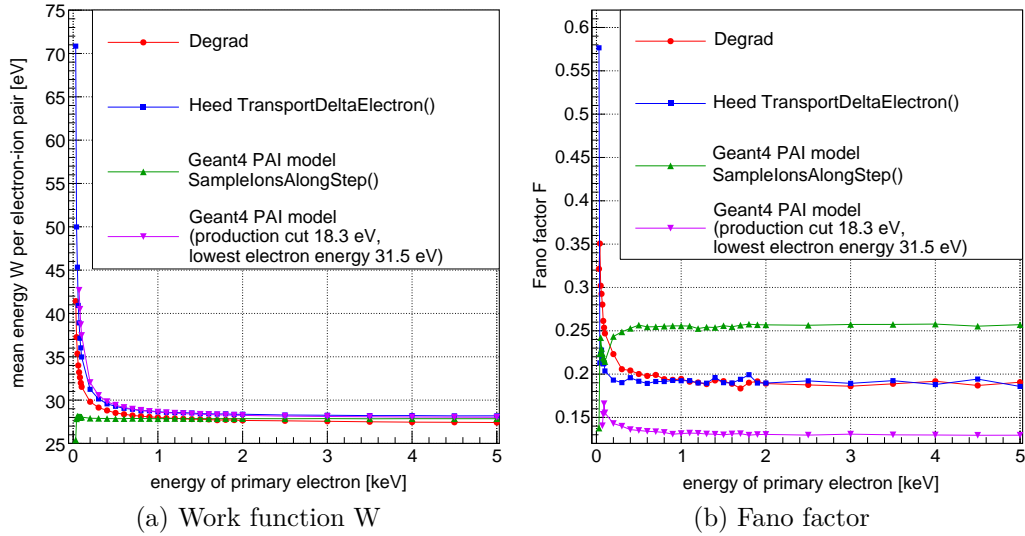 mean energy W per electron-ion pair [eV]
75
70
65
60
55
50
45
40
35
30
25
Degrad
Heed TransportDeltaElectron()
Geant4 PAI model
SampleIonsAlongStep()
Geant4 PAI model
(production cut 18.3 eV,
lowest electron energy 31.5 eV)
0 1 2 3 4 5
energy of primary electron [keV]
(a) Work function W
Fano factor F
0.6
0.55
0.5
0.45
0.4
0.35
0.3
0.25
0.2
0.15
Degrad
Heed TransportDeltaElectron()
Geant4 PAI model
SampleIonsAlongStep()
Geant4 PAI model
(production cut 18.3 eV,
lowest electron energy 31.5 eV)
0 1 2 3 4 5
energy of primary electron [keV]
(b) Fano factor